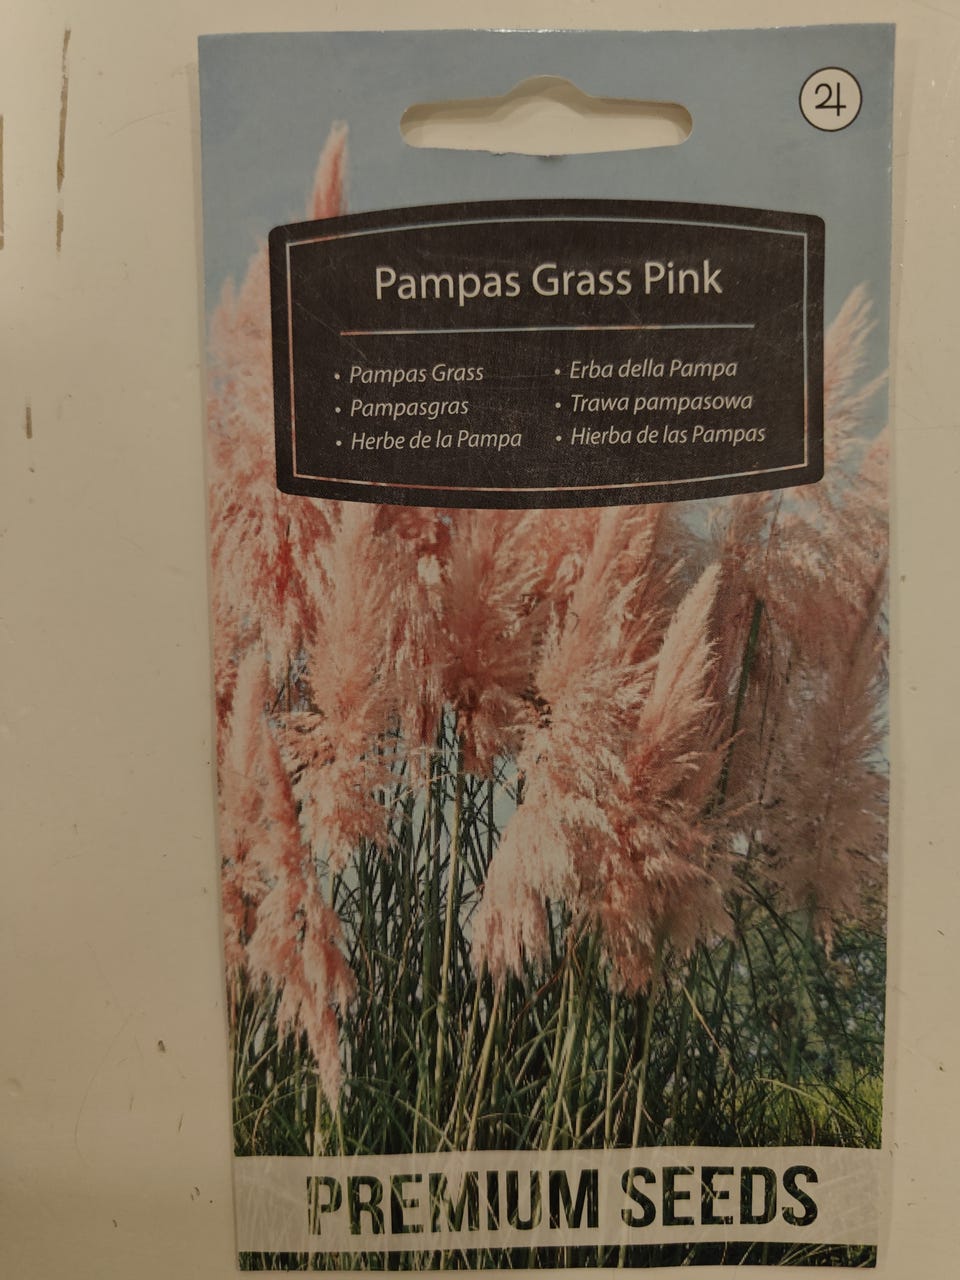 ♃
Pampas Grass Pink
• Pampas Grass
• Pampasgras
• Herbe de la Pampa
• Erba della Pampa
• Trawa pampasowa
• Hierba de las Pampas
PREMIUM SEEDS